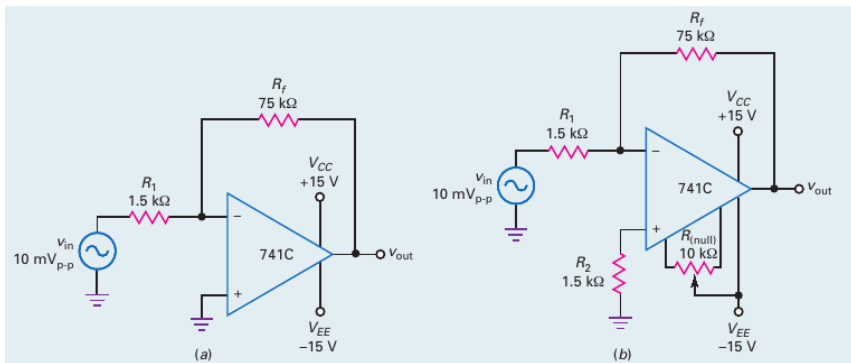 R1
1.5 kΩ
vin
10 mVp-p
Rf
75 kΩ
VCC
+15 V
−
741C
+
vout
VEE
−15 V
(a)
R1
1.5 kΩ
vin
10 mVp-p
Rf
75 kΩ
VCC
+15 V
−
741C
+
vout
R(null)
10 kΩ
R2
1.5 kΩ
VEE
−15 V
(b)